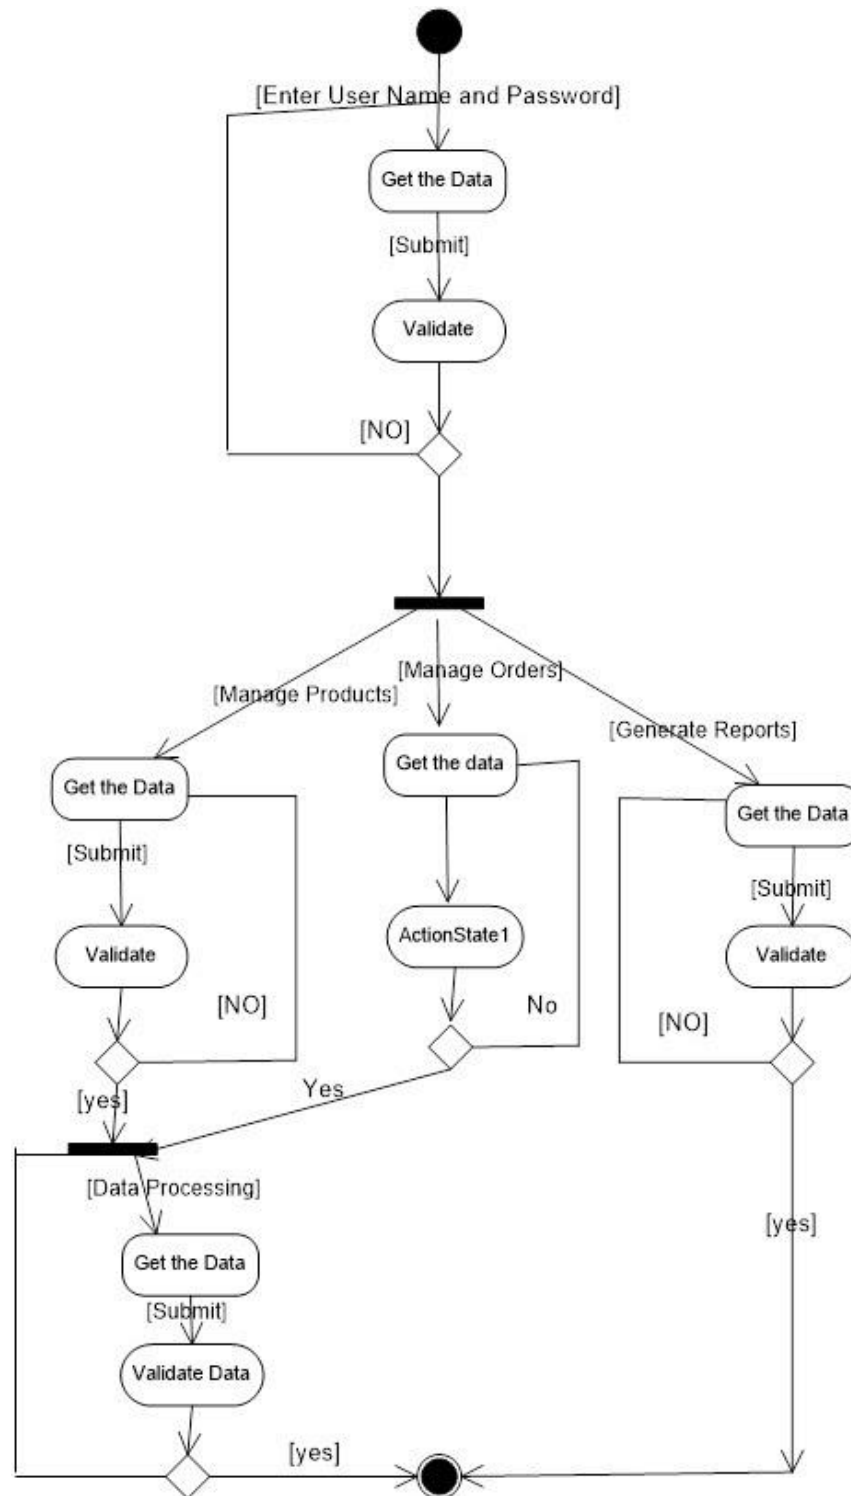 [Enter User Name and Password]
Get the Data
[Submit]
Validate
[NO]
[Manage Products]
[Manage Orders]
[Generate Reports]
Get the Data
[Submit]
Validate
[NO]
[yes]
Get the data
ActionState1
No
Yes
Get the Data
[Submit]
Validate
[NO]
[yes]
[Data Processing]
Get the Data
[Submit]
Validate Data
[yes]